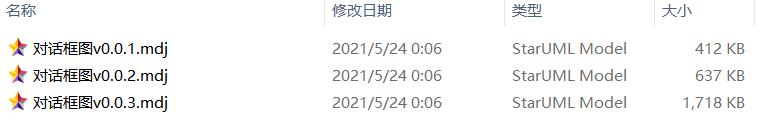 名称 修改日期 类型 大小
对话框图v0.0.1.mdj 2021/5/24 0:06 StarUML Model 412 KB
对话框图v0.0.2.mdj 2021/5/24 0:06 StarUML Model 637 KB
对话框图v0.0.3.mdj 2021/5/24 0:06 StarUML Model 1,718 KB